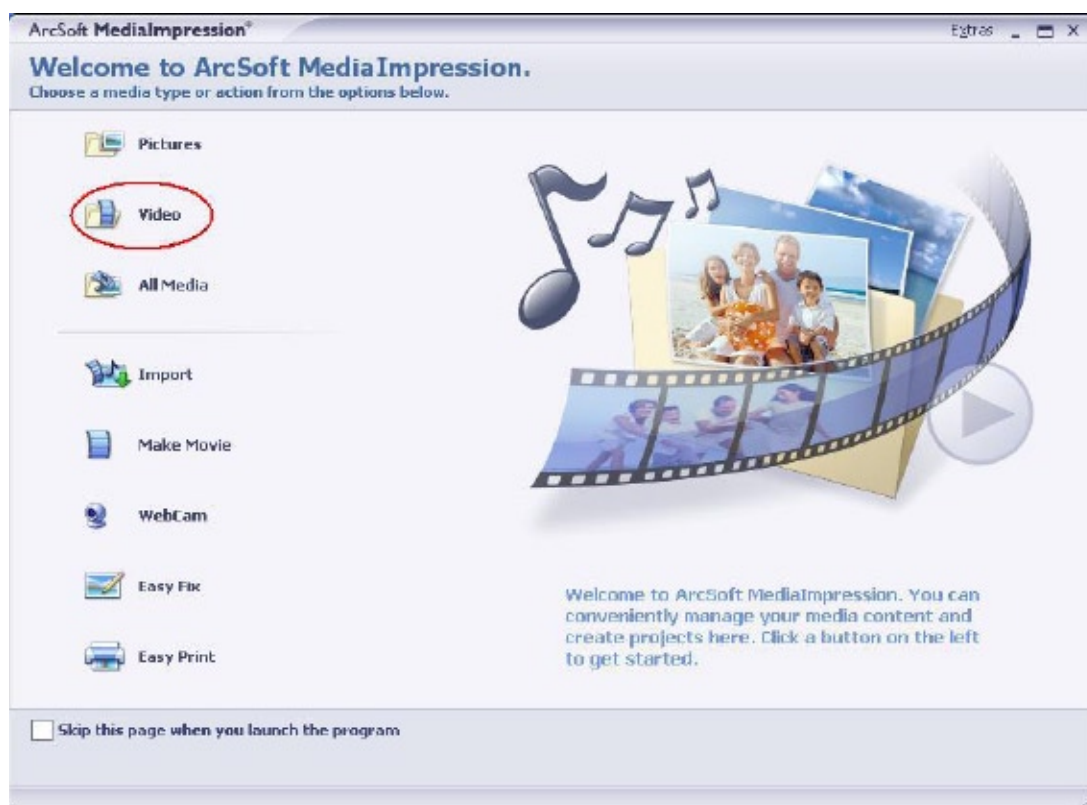 ArcSoft MediaImpression®
Extras
Welcome to ArcSoft MediaImpression.
Choose a media type or action from the options below.
Pictures
Video
All Media
Import
Make Movie
WebCam
Easy Fix
Easy Print
Welcome to ArcSoft MediaImpression. You can
conveniently manage your media content and
create projects here. Click a button on the left
to get started.
Skip this page when you launch the program